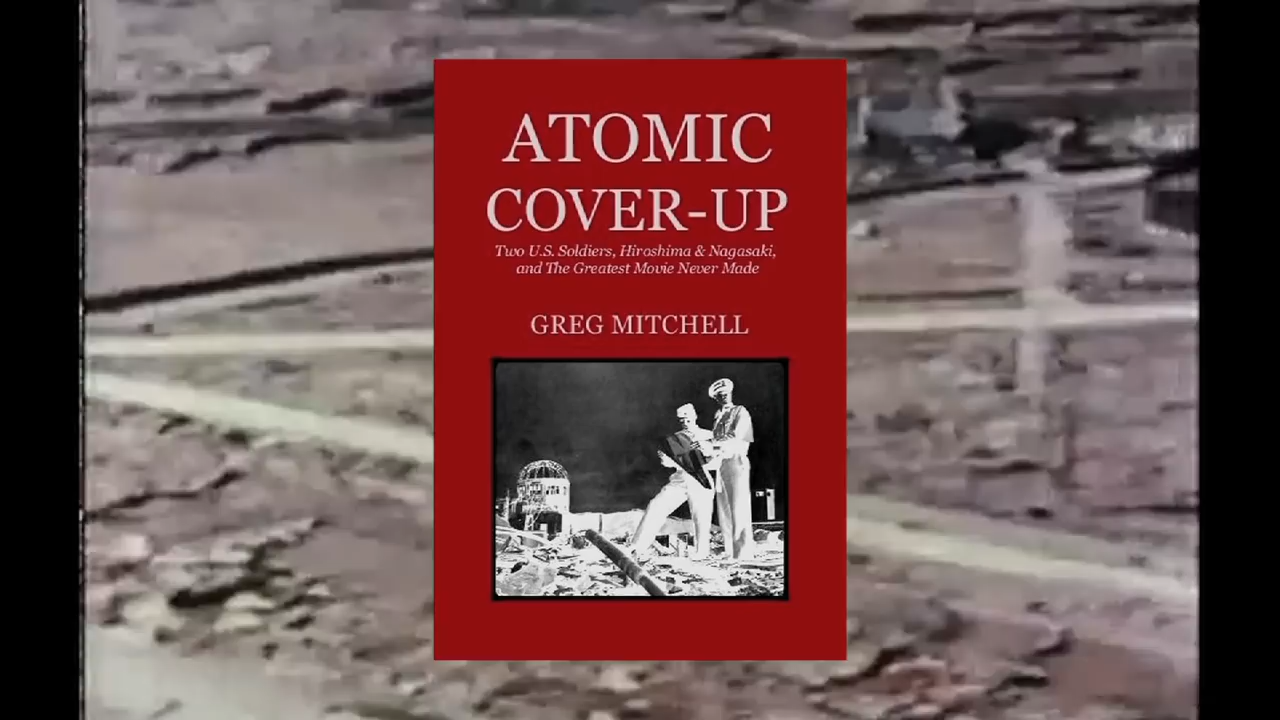 ATOMIC
COVER-UP
Two U.S. Soldiers, Hiroshima & Nagasaki,
and The Greatest Movie Never Made
GREG MITCHELL